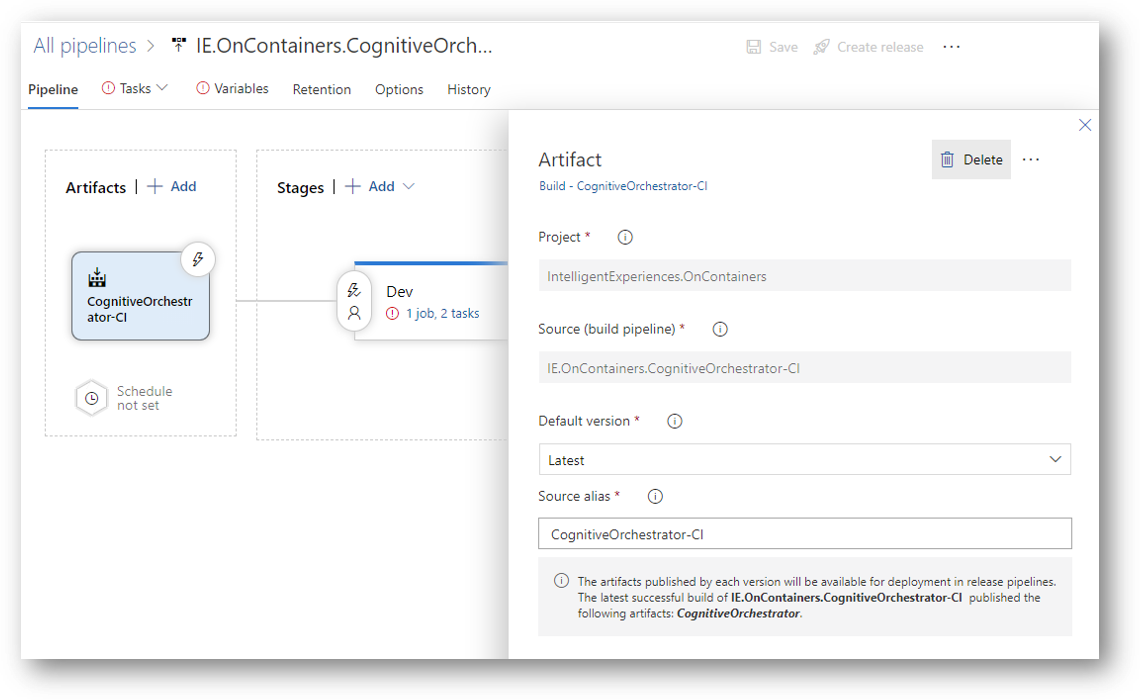 All pipelines > IE.OnContainers.CognitiveOrch...
Save Create release ...
Pipeline Tasks Variables Retention Options History
Artifacts | + Add
Stages | + Add
CognitiveOrchestr
ator-CI
Schedule
not set
Dev
1 job, 2 tasks
Artifact
Delete ...
Build - CognitiveOrchestrator-CI
Project *
IntelligentExperiences.OnContainers
Source (build pipeline) *
IE.OnContainers.CognitiveOrchestrator-CI
Default version *
Latest
Source alias *
CognitiveOrchestrator-CI
The artifacts published by each version will be available for deployment in release pipelines.
The latest successful build of IE.OnContainers.CognitiveOrchestrator-CI published the
following artifacts: CognitiveOrchestrator.